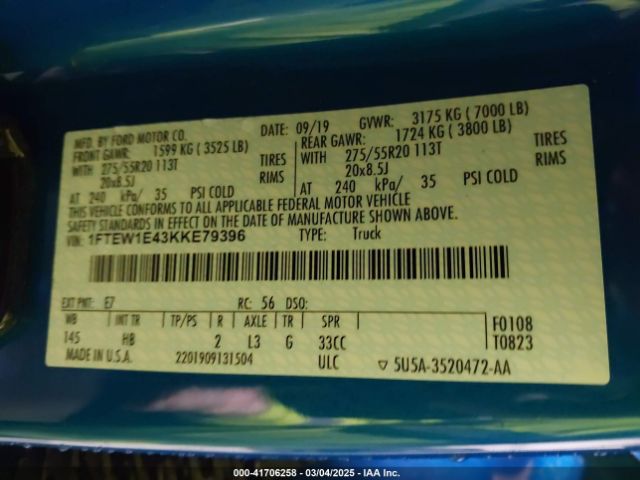 MFD. BY FORD MOTOR CO. DATE: 09/19 GVWR: 3175 KG ( 7000 LB)
FRONT GAWR: 1599 KG ( 3525 LB) REAR GAWR: 1724 KG ( 3800 LB)
WITH 275/55R20 113T TIRES WITH 275/55R20 113T TIRES
20x8.5J RIMS 20x8.5J RIMS
AT 240 kPa/ 35 PSI COLD AT 240 kPa/ 35 PSI COLD
THIS VEHICLE CONFORMS TO ALL APPLICABLE FEDERAL MOTOR VEHICLE
SAFETY STANDARDS IN EFFECT ON THE DATE OF MANUFACTURE SHOWN ABOVE.
VIN: 1FTEW1E43KKE79396 TYPE: Truck
EXT PNT: E7 RC: 56 DSO:
WB INT TR TP/PS R AXLE TR SPR F0108
145 HB 2 L3 G 33CC T0823
MADE IN U.S.A. 2201909131504 ULC ▽ 5U5A-3520472-AA
000-41706258 - 03/04/2025 - IAA Inc.